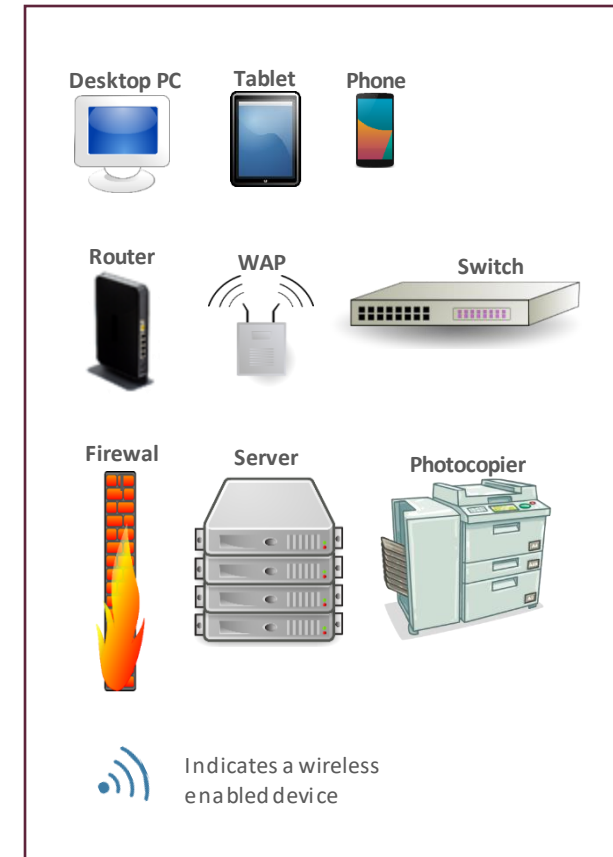 Desktop PC
Tablet
Phone
Router
WAP
Switch
Firewal
Server
Photocopier
Indicates a wireless
enabled device